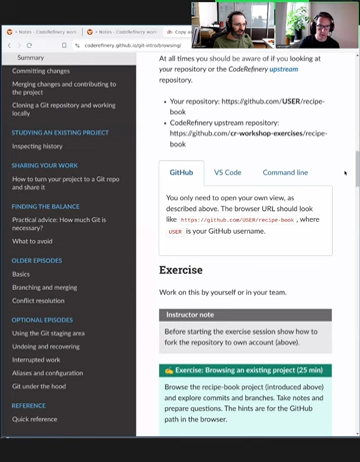 Notes - CodeRefinery wor
Notes - CodeRefinery wor
coderefinery.github.io/git-intro/browsing/
Summary
Committing changes
Merging changes and contributing to
the project
Cloning a Git repository and working
locally
STUDYING AN EXISTING PROJECT
Inspecting history
SHARING YOUR WORK
How to turn your project to a Git repo
and share it
FINDING THE BALANCE
Practical advice: How much Git is
necessary?
What to avoid
OLDER EPISODES
Basics
Branching and merging
Conflict resolution
OPTIONAL EPISODES
Using the Git staging area
Undoing and recovering
Interrupted work
Aliases and configuration
Git under the hood
REFERENCE
Quick reference
At all times you should be aware of if you looking at
your repository or the CodeRefinery upstream
repository.
• Your repository: https://github.com/USER/recipe-
book
• CodeRefinery upstream repository:
https://github.com/cr-workshop-exercises/recipe-
book
GitHub VS Code Command line
You only need to open your own view, as
described above. The browser URL should look
like https://github.com/USER/recipe-book , where
USER is your GitHub username.
Exercise
Work on this by yourself or in your team.
Instructor note
Before starting the exercise session show how to
fork the repository to own account (above).
✍ Exercise: Browsing an existing project (25 min)
Browse the recipe-book project (introduced above)
and explore commits and branches. Take notes and
prepare questions. The hints are for the GitHub
path in the browser.